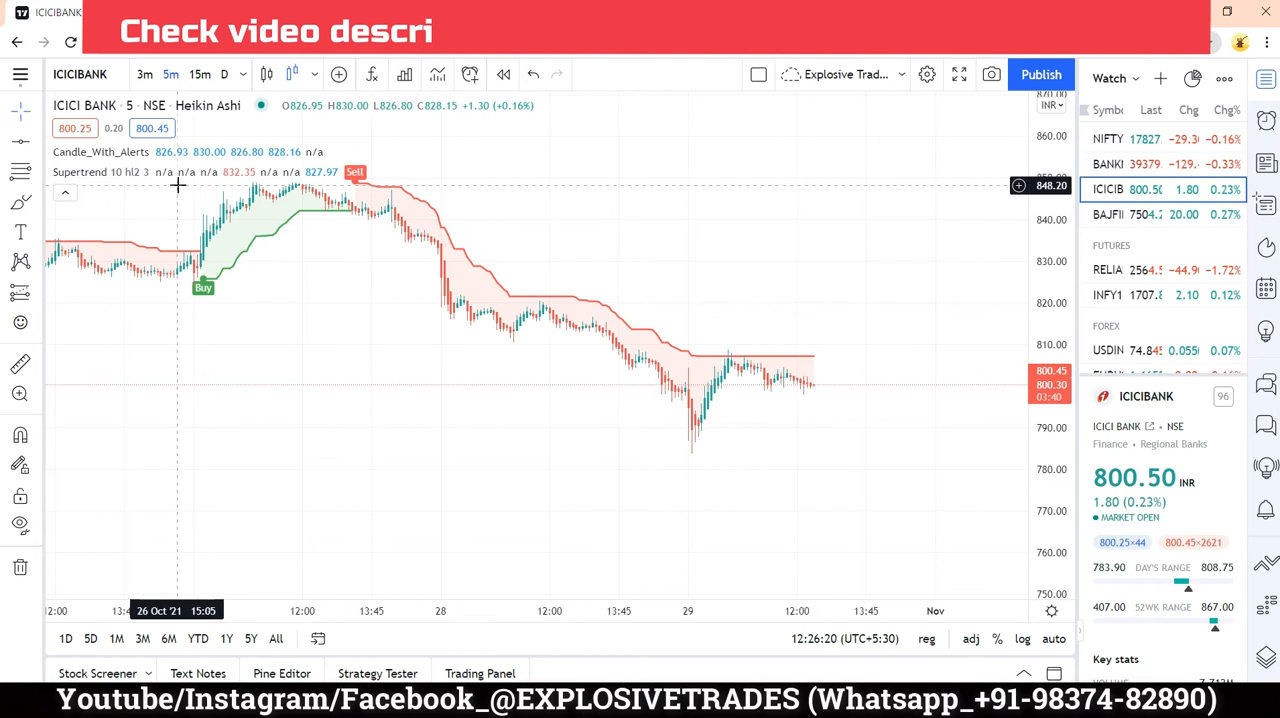 ICICIBANK
Check video descri
ICICIBANK 3m 5m 15m D Explosive Trad... Publish Watch
ICICI BANK · 5 · NSE · Heikin Ashi O826.95 H830.00 L826.80 C828.15 +1.30 (+0.16%)
870.00
INR
800.25 0.20 800.45
Candle_With_Alerts 826.93 830.00 826.80 828.16 n/a
Supertrend 10 hl2 3 n/a n/a n/a 832.35 n/a n/a 827.97
Sell
Buy
860.00
848.20
840.00
830.00
820.00
810.00
800.45
800.30
03:40
790.00
780.00
770.00
760.00
750.00
12:00 26 Oct '21 15:05 12:00 13:45 28 12:00 13:45 29 12:00 13:45 Nov
1D 5D 1M 3M 6M YTD 1Y 5Y All 12:26:20 (UTC+5:30) reg adj % log auto
Stock Screener Text Notes Pine Editor Strategy Tester Trading Panel
Symbo Last Chg Chg%
NIFTY 17827. -29.3 -0.16%
BANK 39379. -129. -0.33%
ICICIB 800.50 1.80 0.23%
BAJFI 7504.2 20.00 0.27%
FUTURES
RELIA 2564.5 -44.9 -1.72%
INFY1 1707.8 2.10 0.12%
FOREX
USDIN 74.845 0.055 0.07%
ICICIBANK 96
ICICI BANK • NSE
Finance • Regional Banks
800.50 INR
1.80 (0.23%)
MARKET OPEN
800.25×44 800.45×2621
783.90 DAY'S RANGE 808.75
407.00 52WK RANGE 867.00
Key stats
Youtube/Instagram/Facebook_@EXPLOSIVETRADES (Whatsapp_+91-98374-82890)